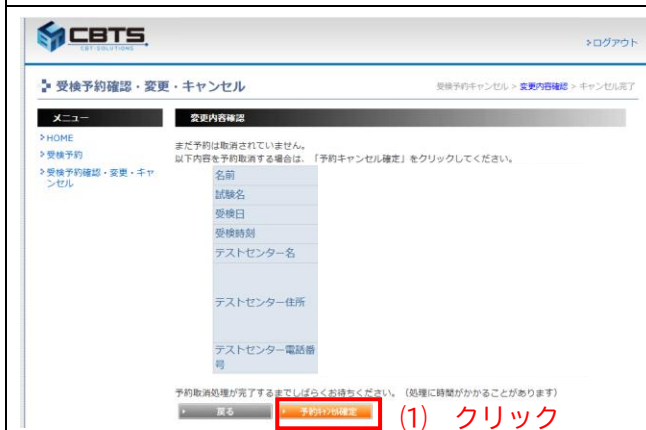 CBTS
CBT-SOLUTIONS
>ログアウト
受検予約確認・変更・キャンセル
受検予約キャンセル > 変更内容確認 > キャンセル完了
メニュー
変更内容確認
>HOME
>受検予約
>受検予約確認・変更・キャ
ンセル
まだ予約は取消されていません。
以下内容を予約取消する場合は、「予約キャンセル確定」をクリックしてください。
名前
試験名
受検日
受検時刻
テストセンター名
テストセンター住所
テストセンター電話番
号
予約取消処理が完了するまでしばらくお待ちください。（処理に時間がかかることがあります）
戻る
予約ｷｬﾝｾﾙ確定
(1) クリック